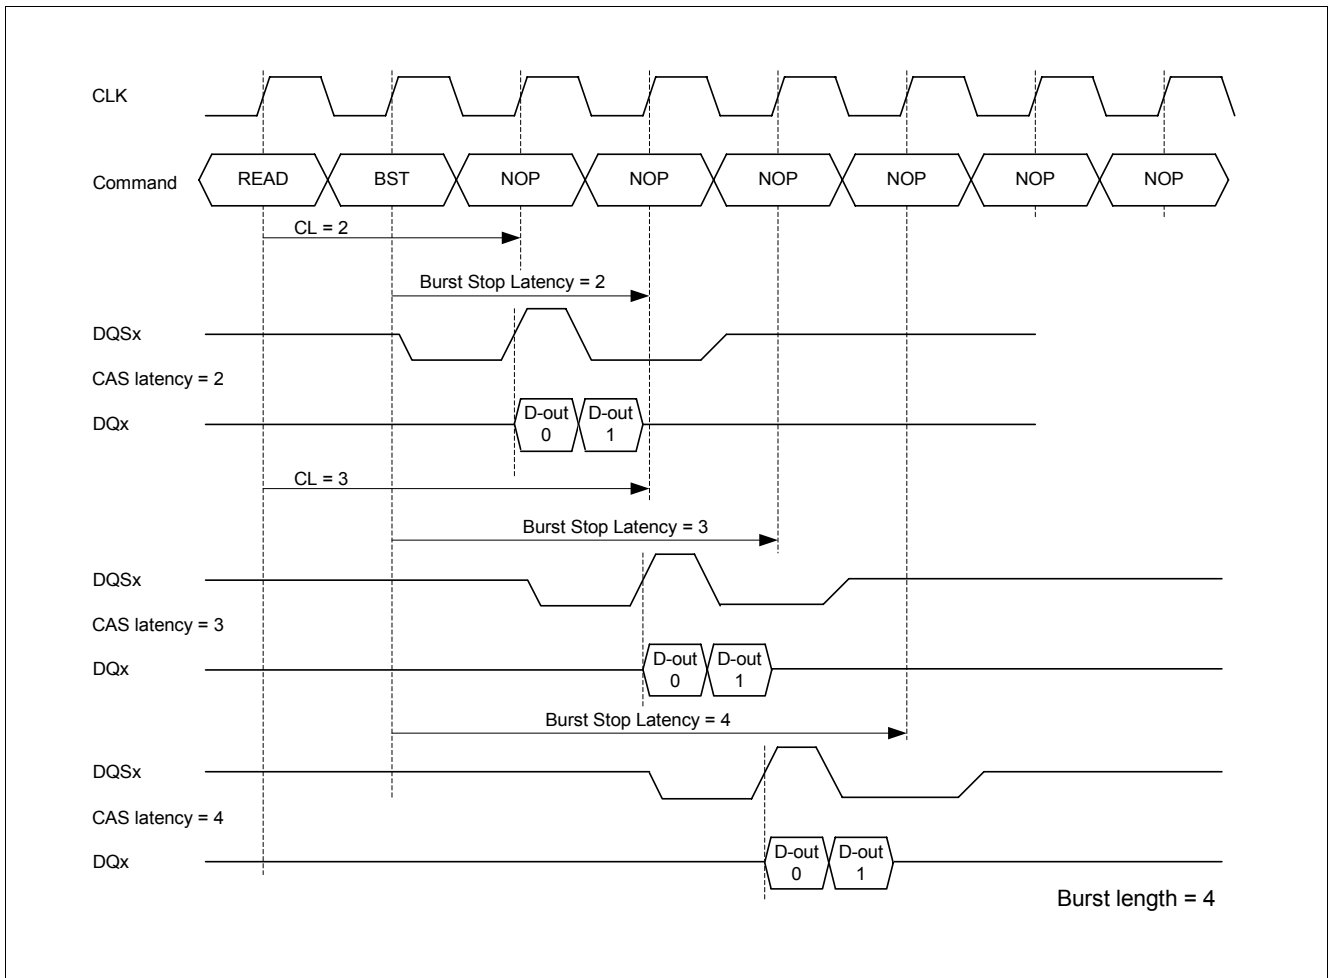 CLK
Command READ BST NOP NOP NOP NOP NOP NOP
CL = 2
Burst Stop Latency = 2
DQSx
CAS latency = 2
DQx D-out 0 D-out 1
CL = 3
Burst Stop Latency = 3
DQSx
CAS latency = 3
DQx D-out 0 D-out 1
Burst Stop Latency = 4
DQSx
CAS latency = 4
DQx D-out 0 D-out 1
Burst length = 4